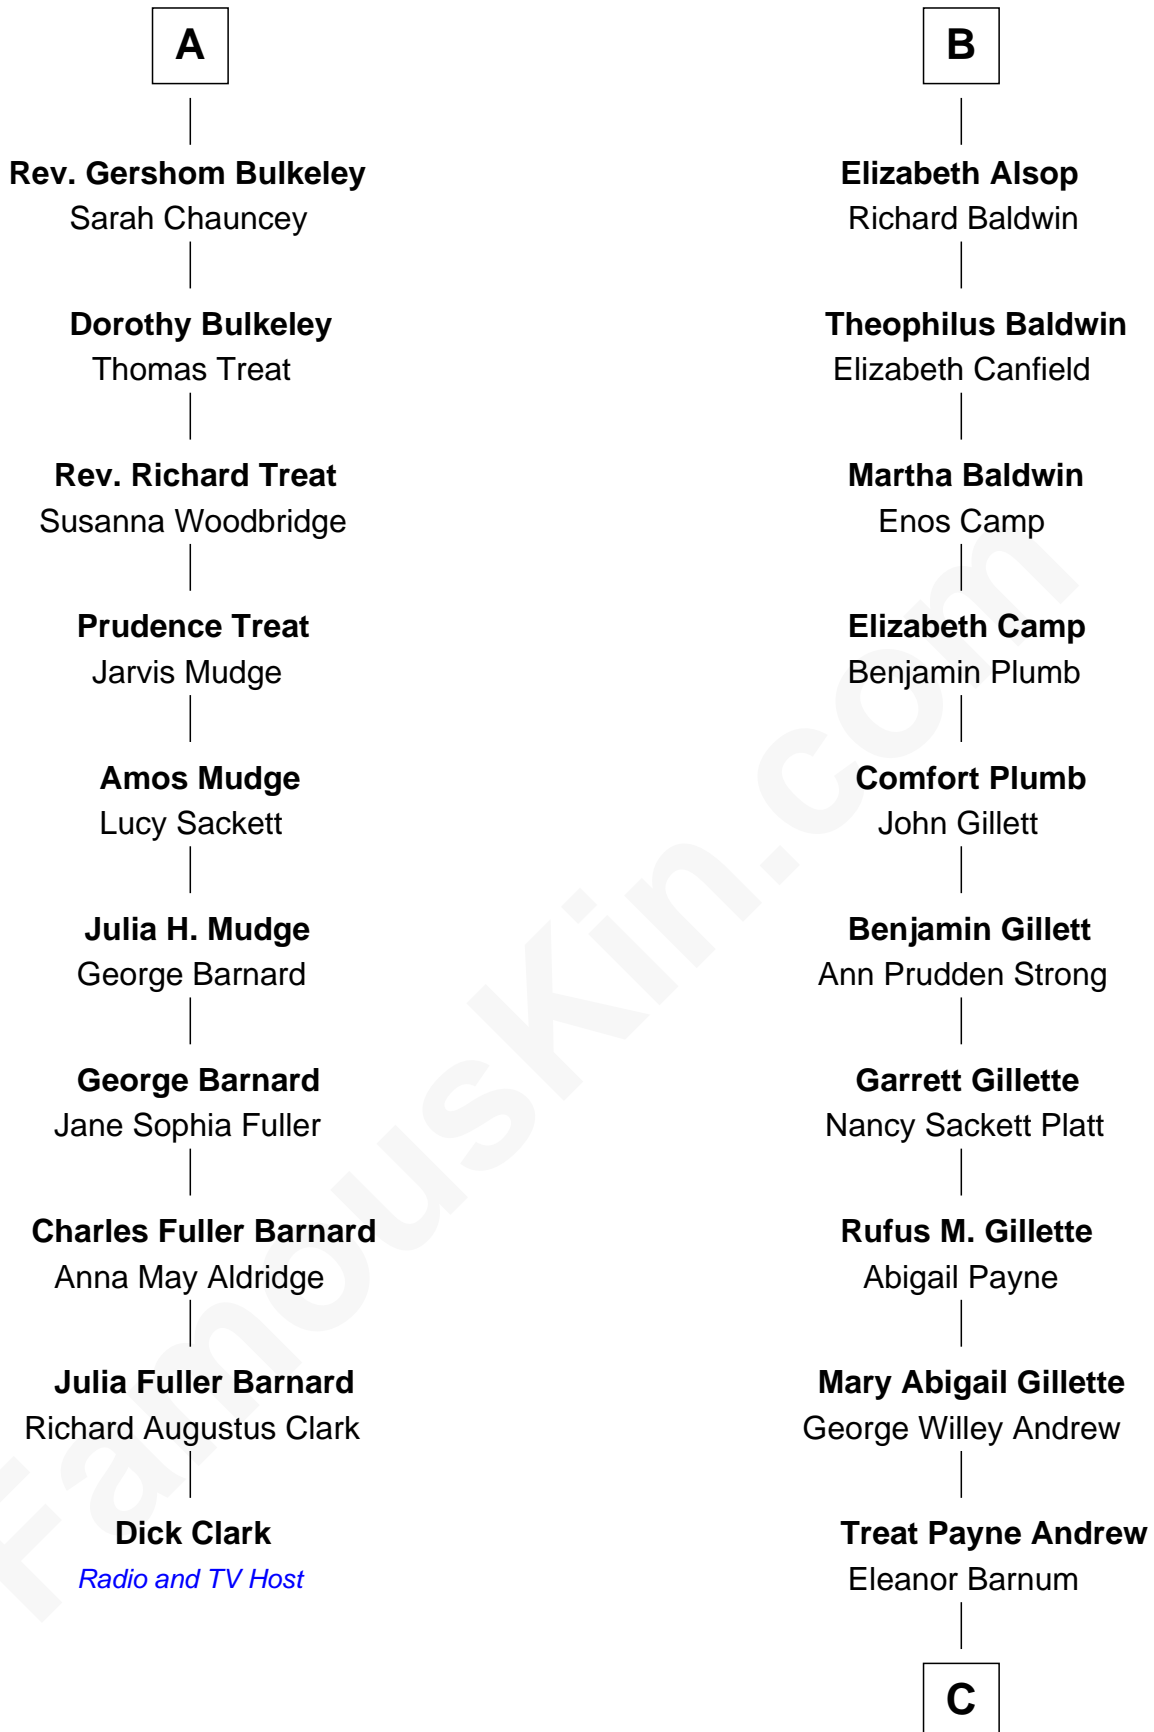 A
Rev. Gershom Bulkeley
Sarah Chauncey
Dorothy Bulkeley
Thomas Treat
Rev. Richard Treat
Susanna Woodbridge
Prudence Treat
Jarvis Mudge
Amos Mudge
Lucy Sackett
Julia H. Mudge
George Barnard
George Barnard
Jane Sophia Fuller
Charles Fuller Barnard
Anna May Aldridge
Julia Fuller Barnard
Richard Augustus Clark
Dick Clark
Radio and TV Host
B
Elizabeth Alsop
Richard Baldwin
Theophilus Baldwin
Elizabeth Canfield
Martha Baldwin
Enos Camp
Elizabeth Camp
Benjamin Plumb
Comfort Plumb
John Gillett
Benjamin Gillett
Ann Prudden Strong
Garrett Gillette
Nancy Sackett Platt
Rufus M. Gillette
Abigail Payne
Mary Abigail Gillette
George Willey Andrew
Treat Payne Andrew
Eleanor Barnum
C
FamousKin.com